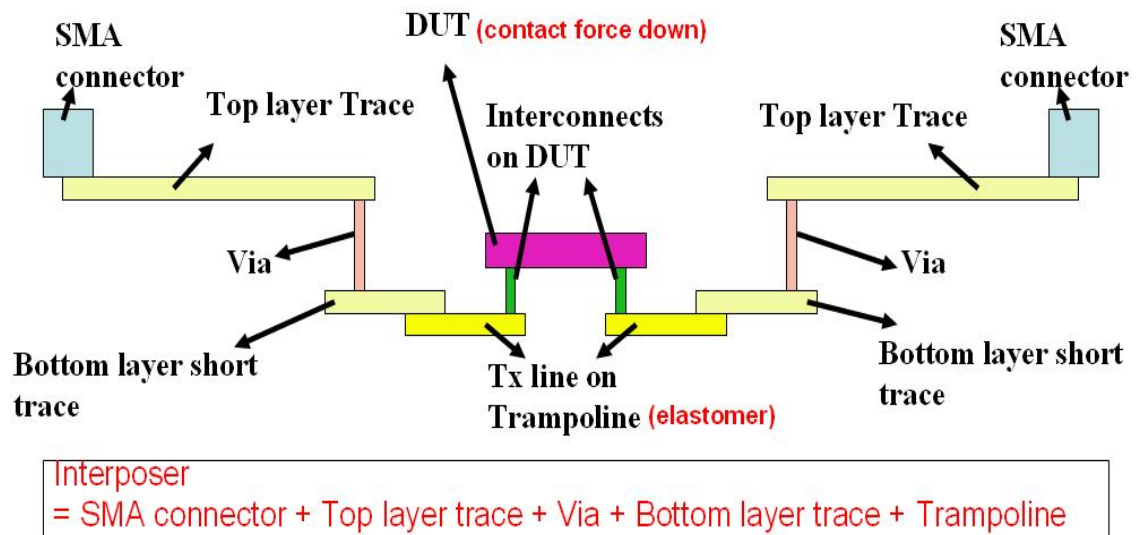 SMA
connector
DUT (contact force down)
SMA
connector
Top layer Trace
Interconnects
on DUT
Top layer Trace
Via
Via
Bottom layer short
trace
Tx line on
Trampoline (elastomer)
Bottom layer short
trace
Interposer
= SMA connector + Top layer trace + Via + Bottom layer trace + Trampoline